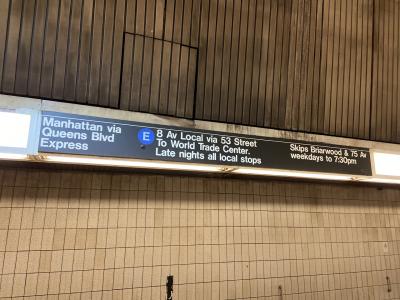 Manhattan via
Queens Blvd
Express
E
8 Av Local via 53 Street
To World Trade Center.
Late nights all local stops
Skips Briarwood & 75 Av
weekdays to 7:30pm